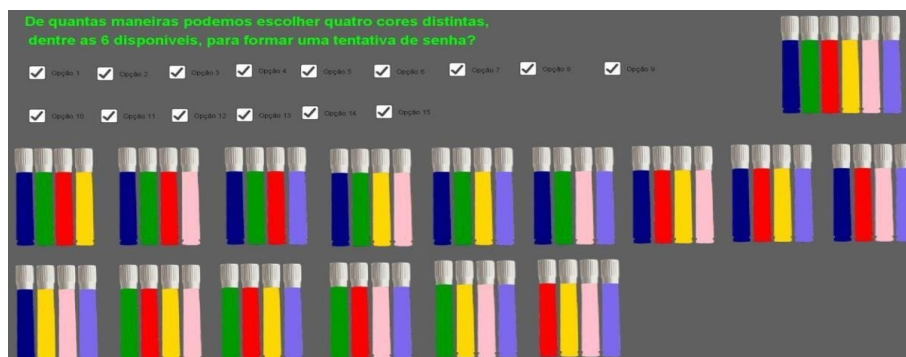 De quantas maneiras podemos escolher quatro cores distintas,
dentre as 6 disponíveis, para formar uma tentativa de senha?
Opção 1 Opção 2 Opção 3 Opção 4 Opção 5 Opção 6 Opção 7 Opção 8 Opção 9
Opção 10 Opção 11 Opção 12 Opção 13 Opção 14 Opção 15